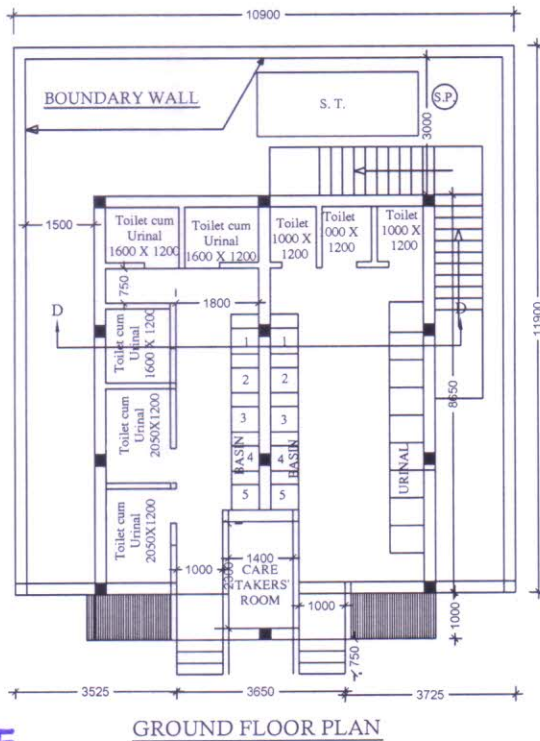 10900
BOUNDARY WALL
S. T.
S.P.
3000
1500
Toilet cum
Urinal
1600 X 1200
Toilet cum
Urinal
1600 X 1200
Toilet
1000 X
1200
Toilet
000 X
1200
Toilet
1000 X
1200
750
1800
D
D
11900
8650
Toilet cum
Urinal
1600 X 1200
Toilet cum
Urinal
2050X1200
Toilet cum
Urinal
2050X1200
1
2
3
4
5
BASIN
1
2
3
4
5
BASIN
URINAL
1400
1000
CARE
TAKERS'
ROOM
1000
1000
750
3525
3650
3725
GROUND FLOOR PLAN